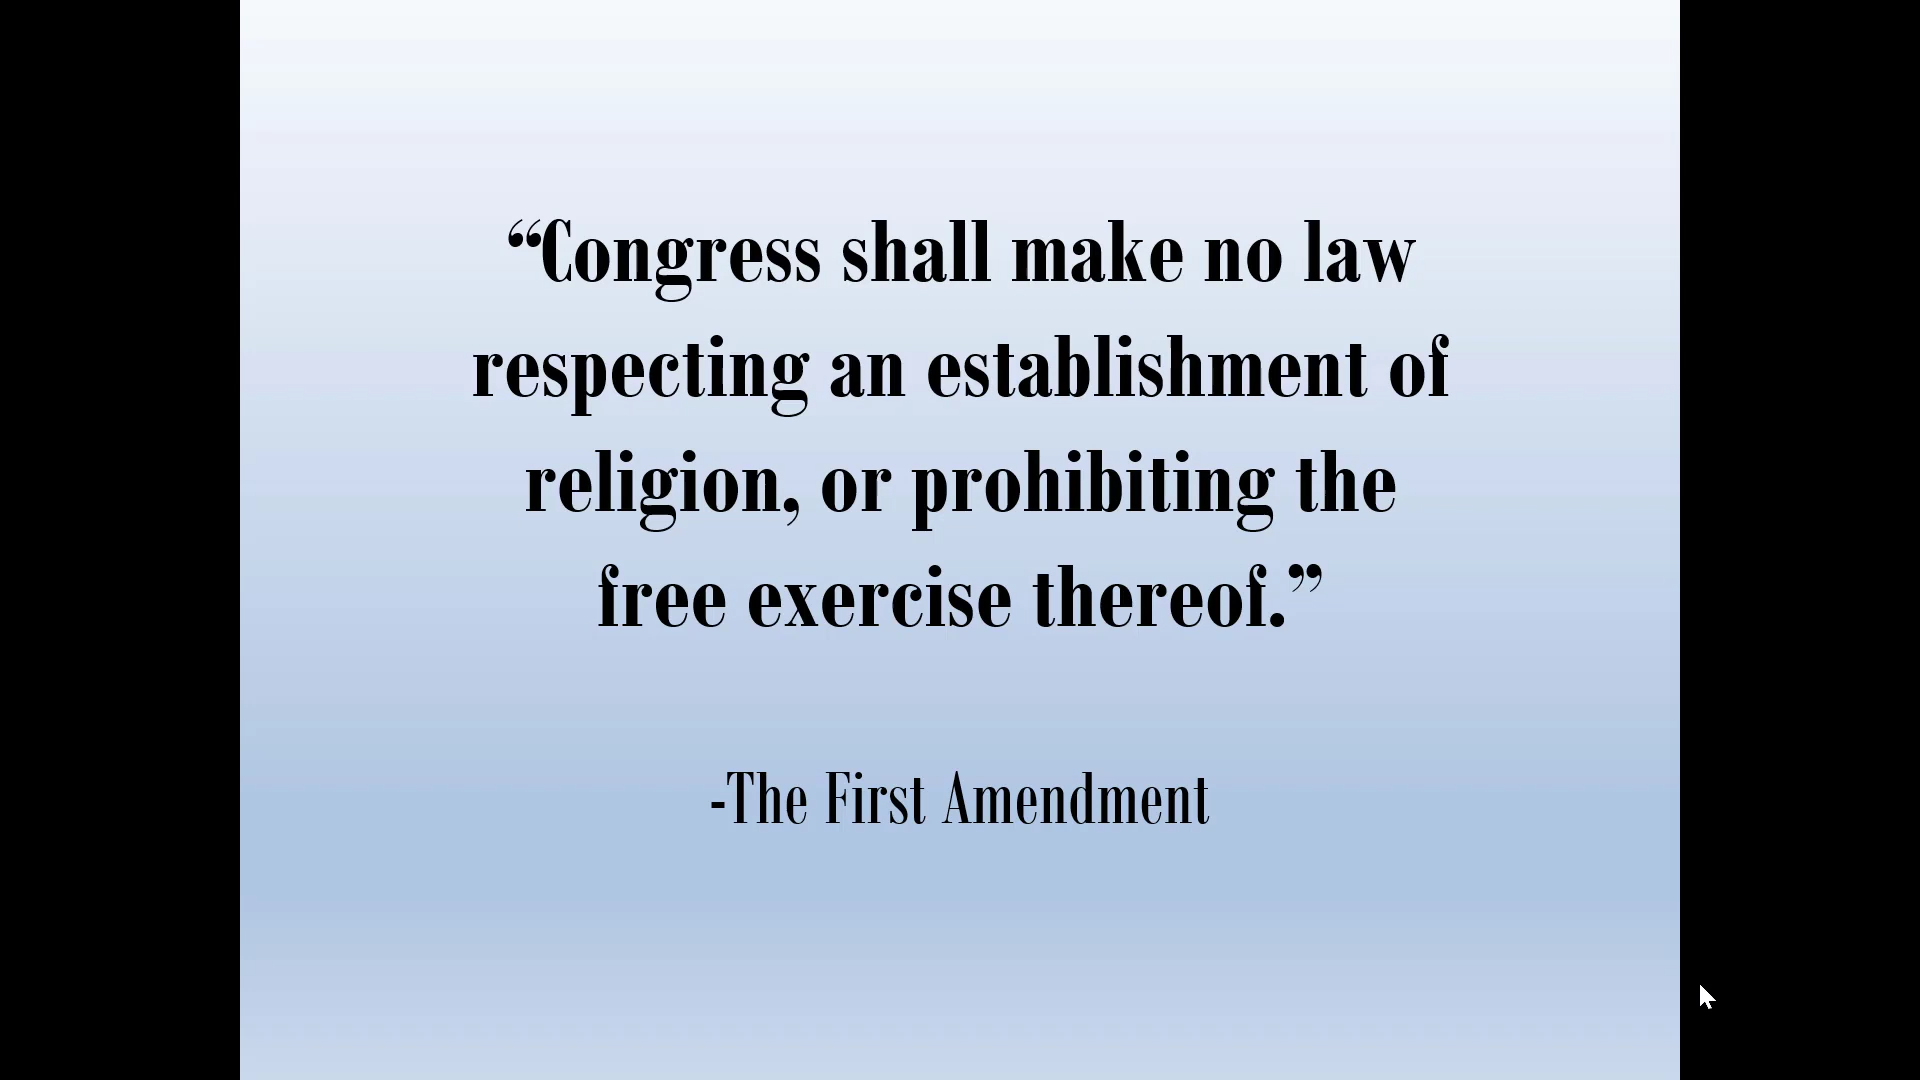 “Congress shall make no law
respecting an establishment of
religion, or prohibiting the
free exercise thereof.”
-The First Amendment